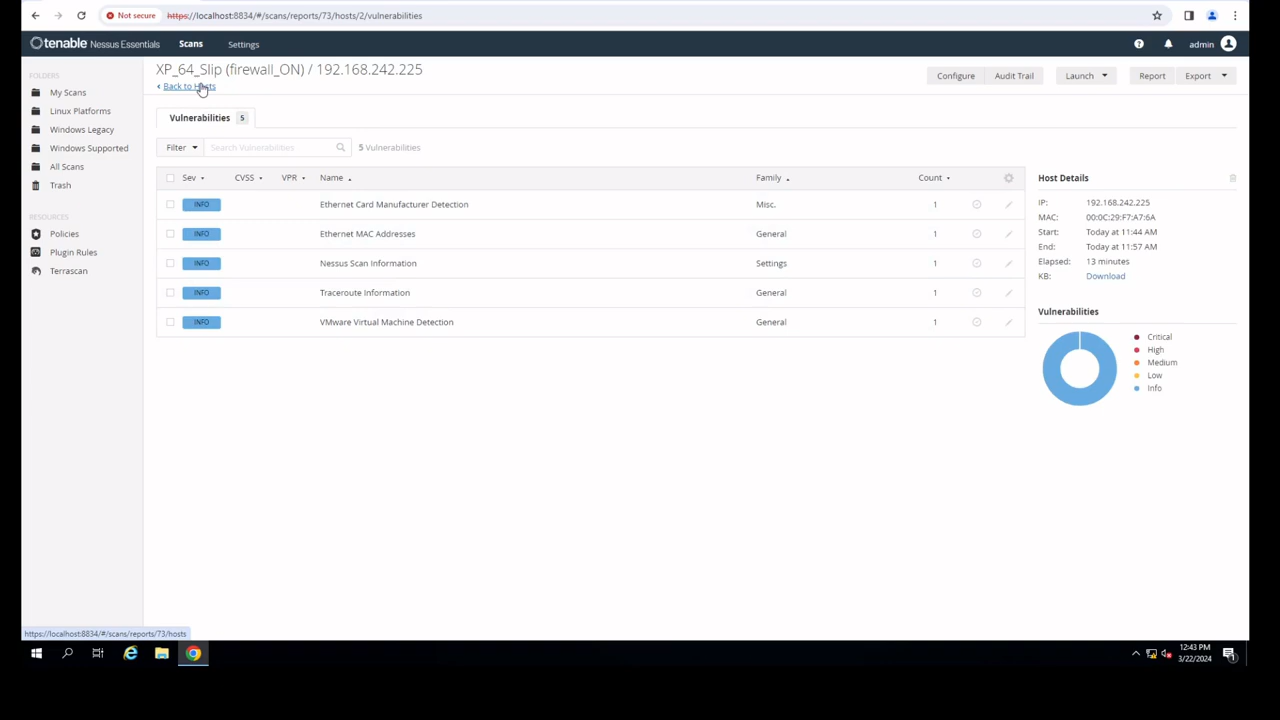 Not secure https://localhost:8834/#/scans/reports/73/hosts/2/vulnerabilities
tenable Nessus Essentials Scans Settings admin
FOLDERS
My Scans
Linux Platforms
Windows Legacy
Windows Supported
All Scans
Trash
RESOURCES
Policies
Plugin Rules
Terrascan
XP_64_Slip (firewall_ON) / 192.168.242.225
Back to Hosts
Configure Audit Trail Launch Report Export
Vulnerabilities 5
Filter Search Vulnerabilities 5 Vulnerabilities
Sev CVSS VPR Name Family Count
INFO Ethernet Card Manufacturer Detection Misc. 1
INFO Ethernet MAC Addresses General 1
INFO Nessus Scan Information Settings 1
INFO Traceroute Information General 1
INFO VMware Virtual Machine Detection General 1
Host Details
IP: 192.168.242.225
MAC: 00:0C:29:F7:A7:6A
Start: Today at 11:44 AM
End: Today at 11:57 AM
Elapsed: 13 minutes
KB: Download
Vulnerabilities
Critical
High
Medium
Low
Info
https://localhost:8834/#/scans/reports/73/hosts
12:43 PM
3/22/2024
1